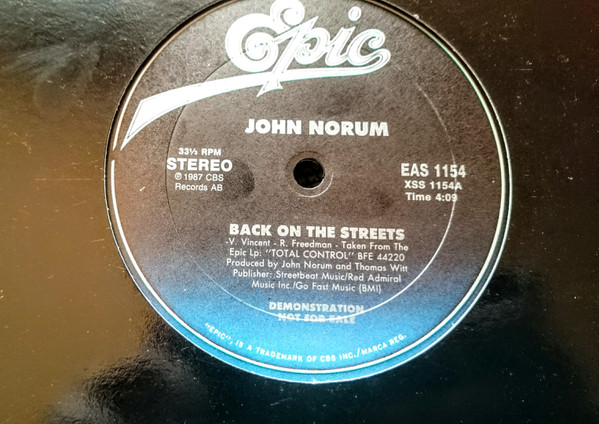 Epic
JOHN NORUM
33⅓ RPM
STEREO
℗ 1987 CBS
Records AB
EAS 1154
XSS 1154A
Time 4:09
BACK ON THE STREETS
-V. Vincent - R. Freedman - Taken From The
Epic Lp: "TOTAL CONTROL" BFE 44220
Produced by John Norum and Thomas Witt
Publisher: Streetbeat Music/Red Admiral
Music Inc./Go Fast Music (BMI)
DEMONSTRATION
NOT FOR SALE
"EPIC", IS A TRADEMARK OF CBS INC./MARCA REG.